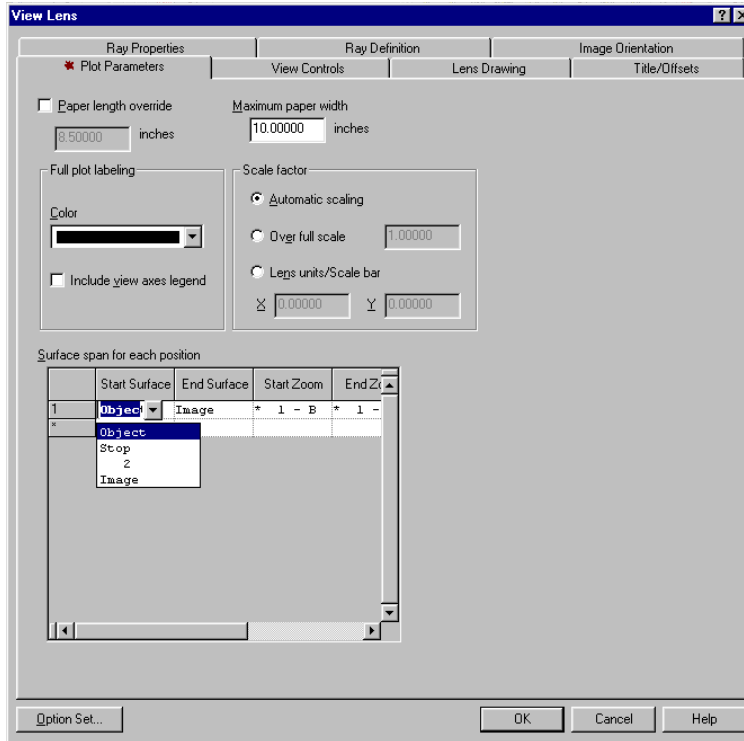 View Lens
Ray Properties Ray Definition Image Orientation
Plot Parameters View Controls Lens Drawing Title/Offsets
Paper length override Maximum paper width
8.50000 inches 10.00000 inches
Full plot labeling Scale factor
Automatic scaling
Color
Over full scale 1.00000
Include view axes legend Lens units/Scale bar
X 0.00000 Y 0.00000
Surface span for each position
Start Surface End Surface Start Zoom End Zo
1 Object Image * 1 - B * 1 -
*
Object
Stop
2
Image
Option Set... OK Cancel Help